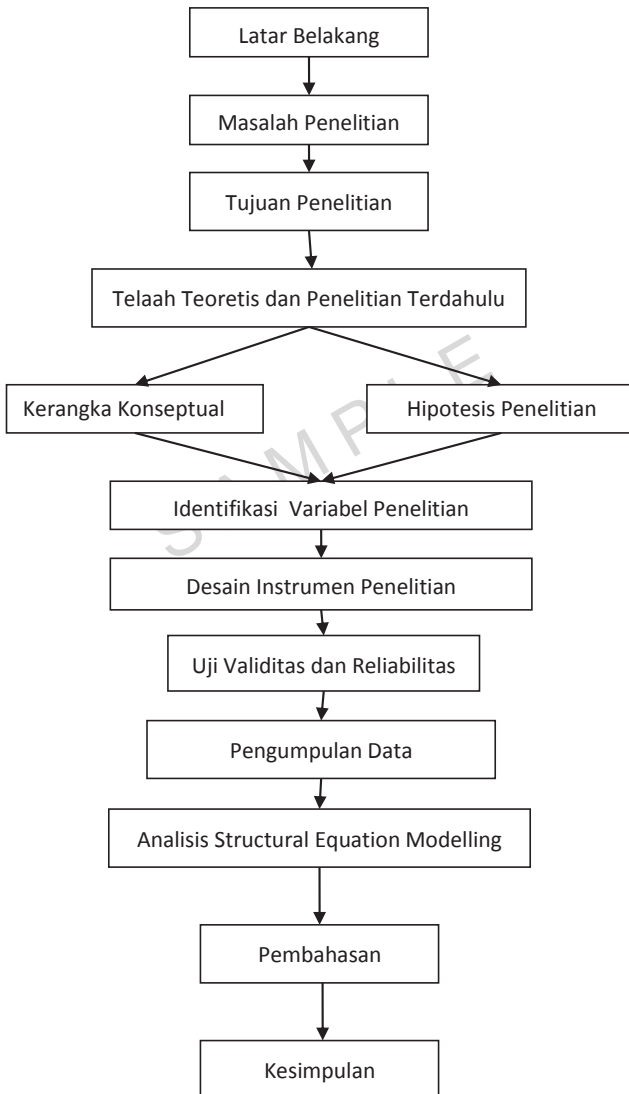 Latar Belakang
Masalah Penelitian
Tujuan Penelitian
Telaah Teoretis dan Penelitian Terdahulu
Kerangka Konseptual
Hipotesis Penelitian
SAMPLE
Identifikasi Variabel Penelitian
Desain Instrumen Penelitian
Uji Validitas dan Reliabilitas
Pengumpulan Data
Analisis Structural Equation Modelling
Pembahasan
Kesimpulan